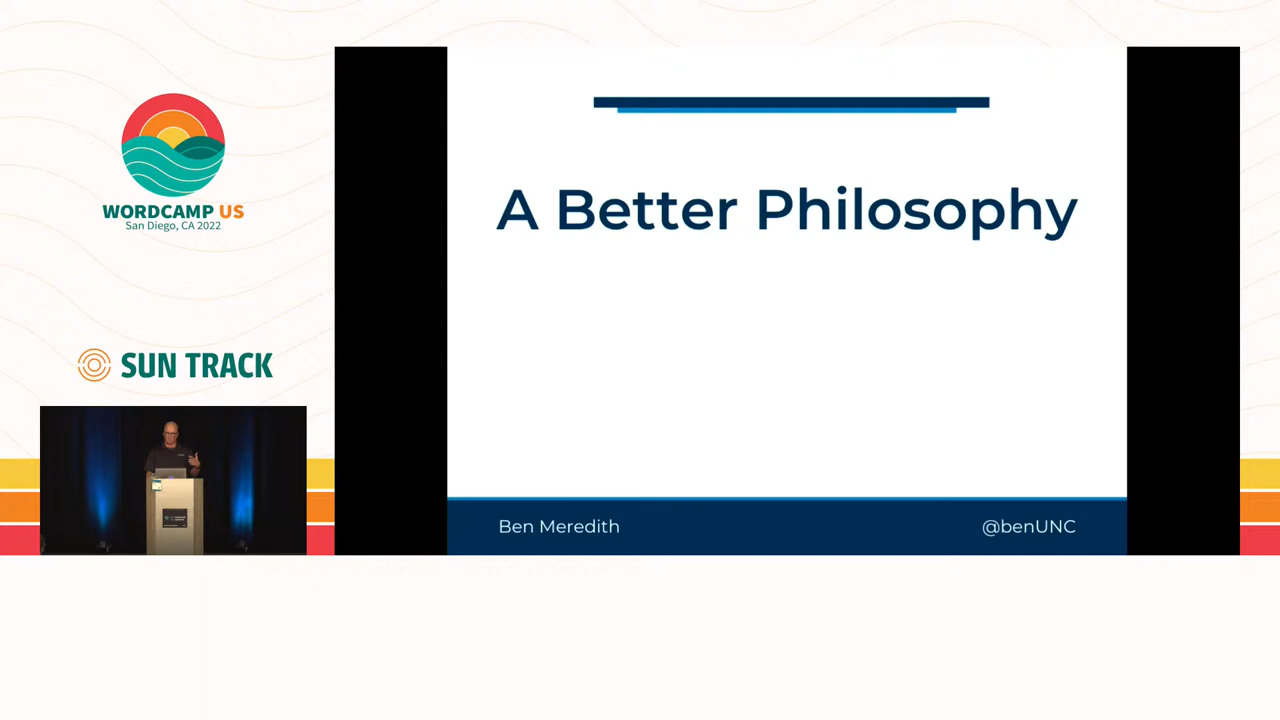 WORDCAMP US
San Diego, CA 2022
SUN TRACK
A Better Philosophy
Ben Meredith
@benUNC